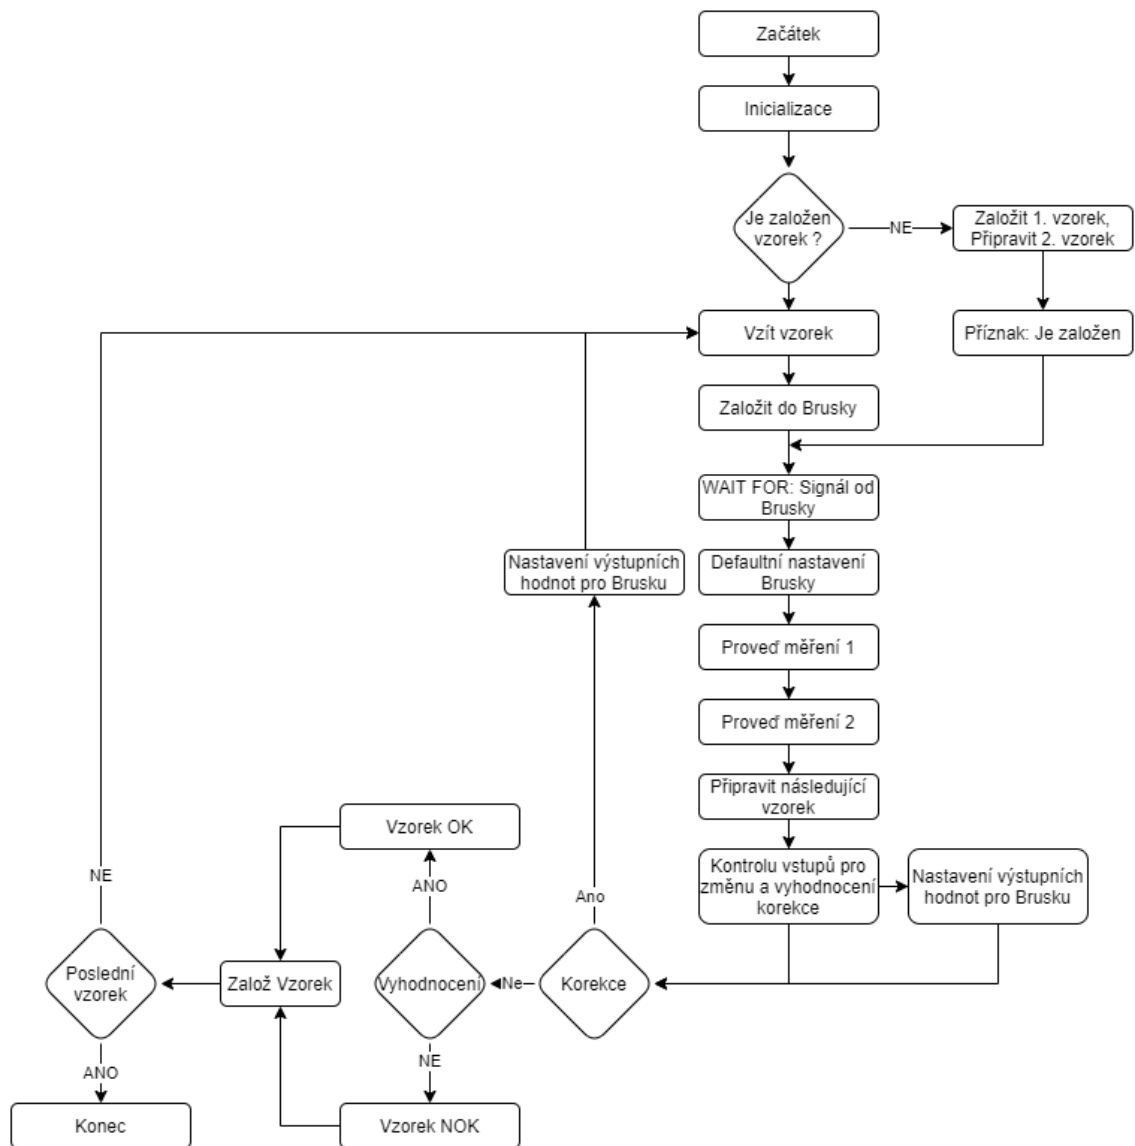 Začátek
Inicializace
Je založen
vzorek ?
NE
Založit 1. vzorek,
Připravit 2. vzorek
Vzít vzorek
Příznak: Je založen
Založit do Brusky
WAIT FOR: Signál od
Brusky
Nastavení výstupních
hodnot pro Brusku
Defaultní nastavení
Brusky
Proveď měření 1
Proveď měření 2
Připravit následující
vzorek
Vzorek OK
Kontrolu vstupů pro
změnu a vyhodnocení
korekce
Nastavení výstupních
hodnot pro Brusku
NE
ANO
Ano
Poslední
vzorek
Založ Vzorek
Vyhodnocení
Ne
Korekce
ANO
NE
Konec
Vzorek NOK